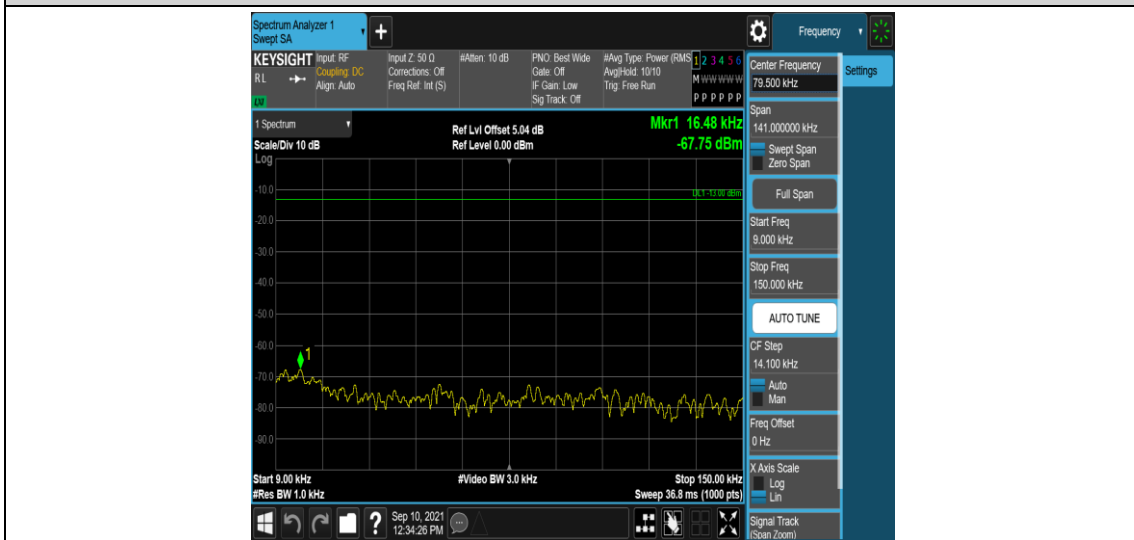 Spectrum Analyzer 1
Swept SA
+
Frequency
KEYSIGHT
RL
LXI
Input: RF
Coupling: DC
Align: Auto
Input Z: 50 Ω
Corrections: Off
Freq Ref: Int (S)
#Atten: 10 dB
PNO: Best Wide
Gate: Off
IF Gain: Low
Sig Track: Off
#Avg Type: Power (RMS
Avg|Hold: 10/10
Trig: Free Run
1 2 3 4 5 6
M W W W W W
P P P P P P
1 Spectrum
Scale/Div 10 dB
Ref Lvl Offset 5.04 dB
Ref Level 0.00 dBm
Mkr1 16.48 kHz
-67.75 dBm
Log
DL1 -13.00 dBm
-10.0
-20.0
-30.0
-40.0
-50.0
-60.0
-70.0
-80.0
-90.0
1
Start 9.00 kHz
#Res BW 1.0 kHz
#Video BW 3.0 kHz
Stop 150.00 kHz
Sweep 36.8 ms (1000 pts)
Sep 10, 2021
12:34:26 PM
?
Center Frequency
79.500 kHz
Settings
Span
141.000000 kHz
Swept Span
Zero Span
Full Span
Start Freq
9.000 kHz
Stop Freq
150.000 kHz
AUTO TUNE
CF Step
14.100 kHz
Auto
Man
Freq Offset
0 Hz
X Axis Scale
Log
Lin
Signal Track
(Span Zoom)